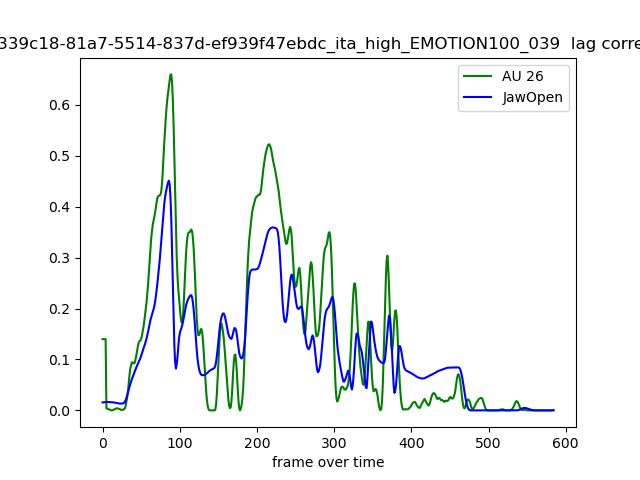 339c18-81a7-5514-837d-ef939f47ebdc_ita_high_EMOTION100_039 lag corre
AU 26
JawOpen
0.6
0.5
0.4
0.3
0.2
0.1
0.0
0 100 200 300 400 500 600
frame over time